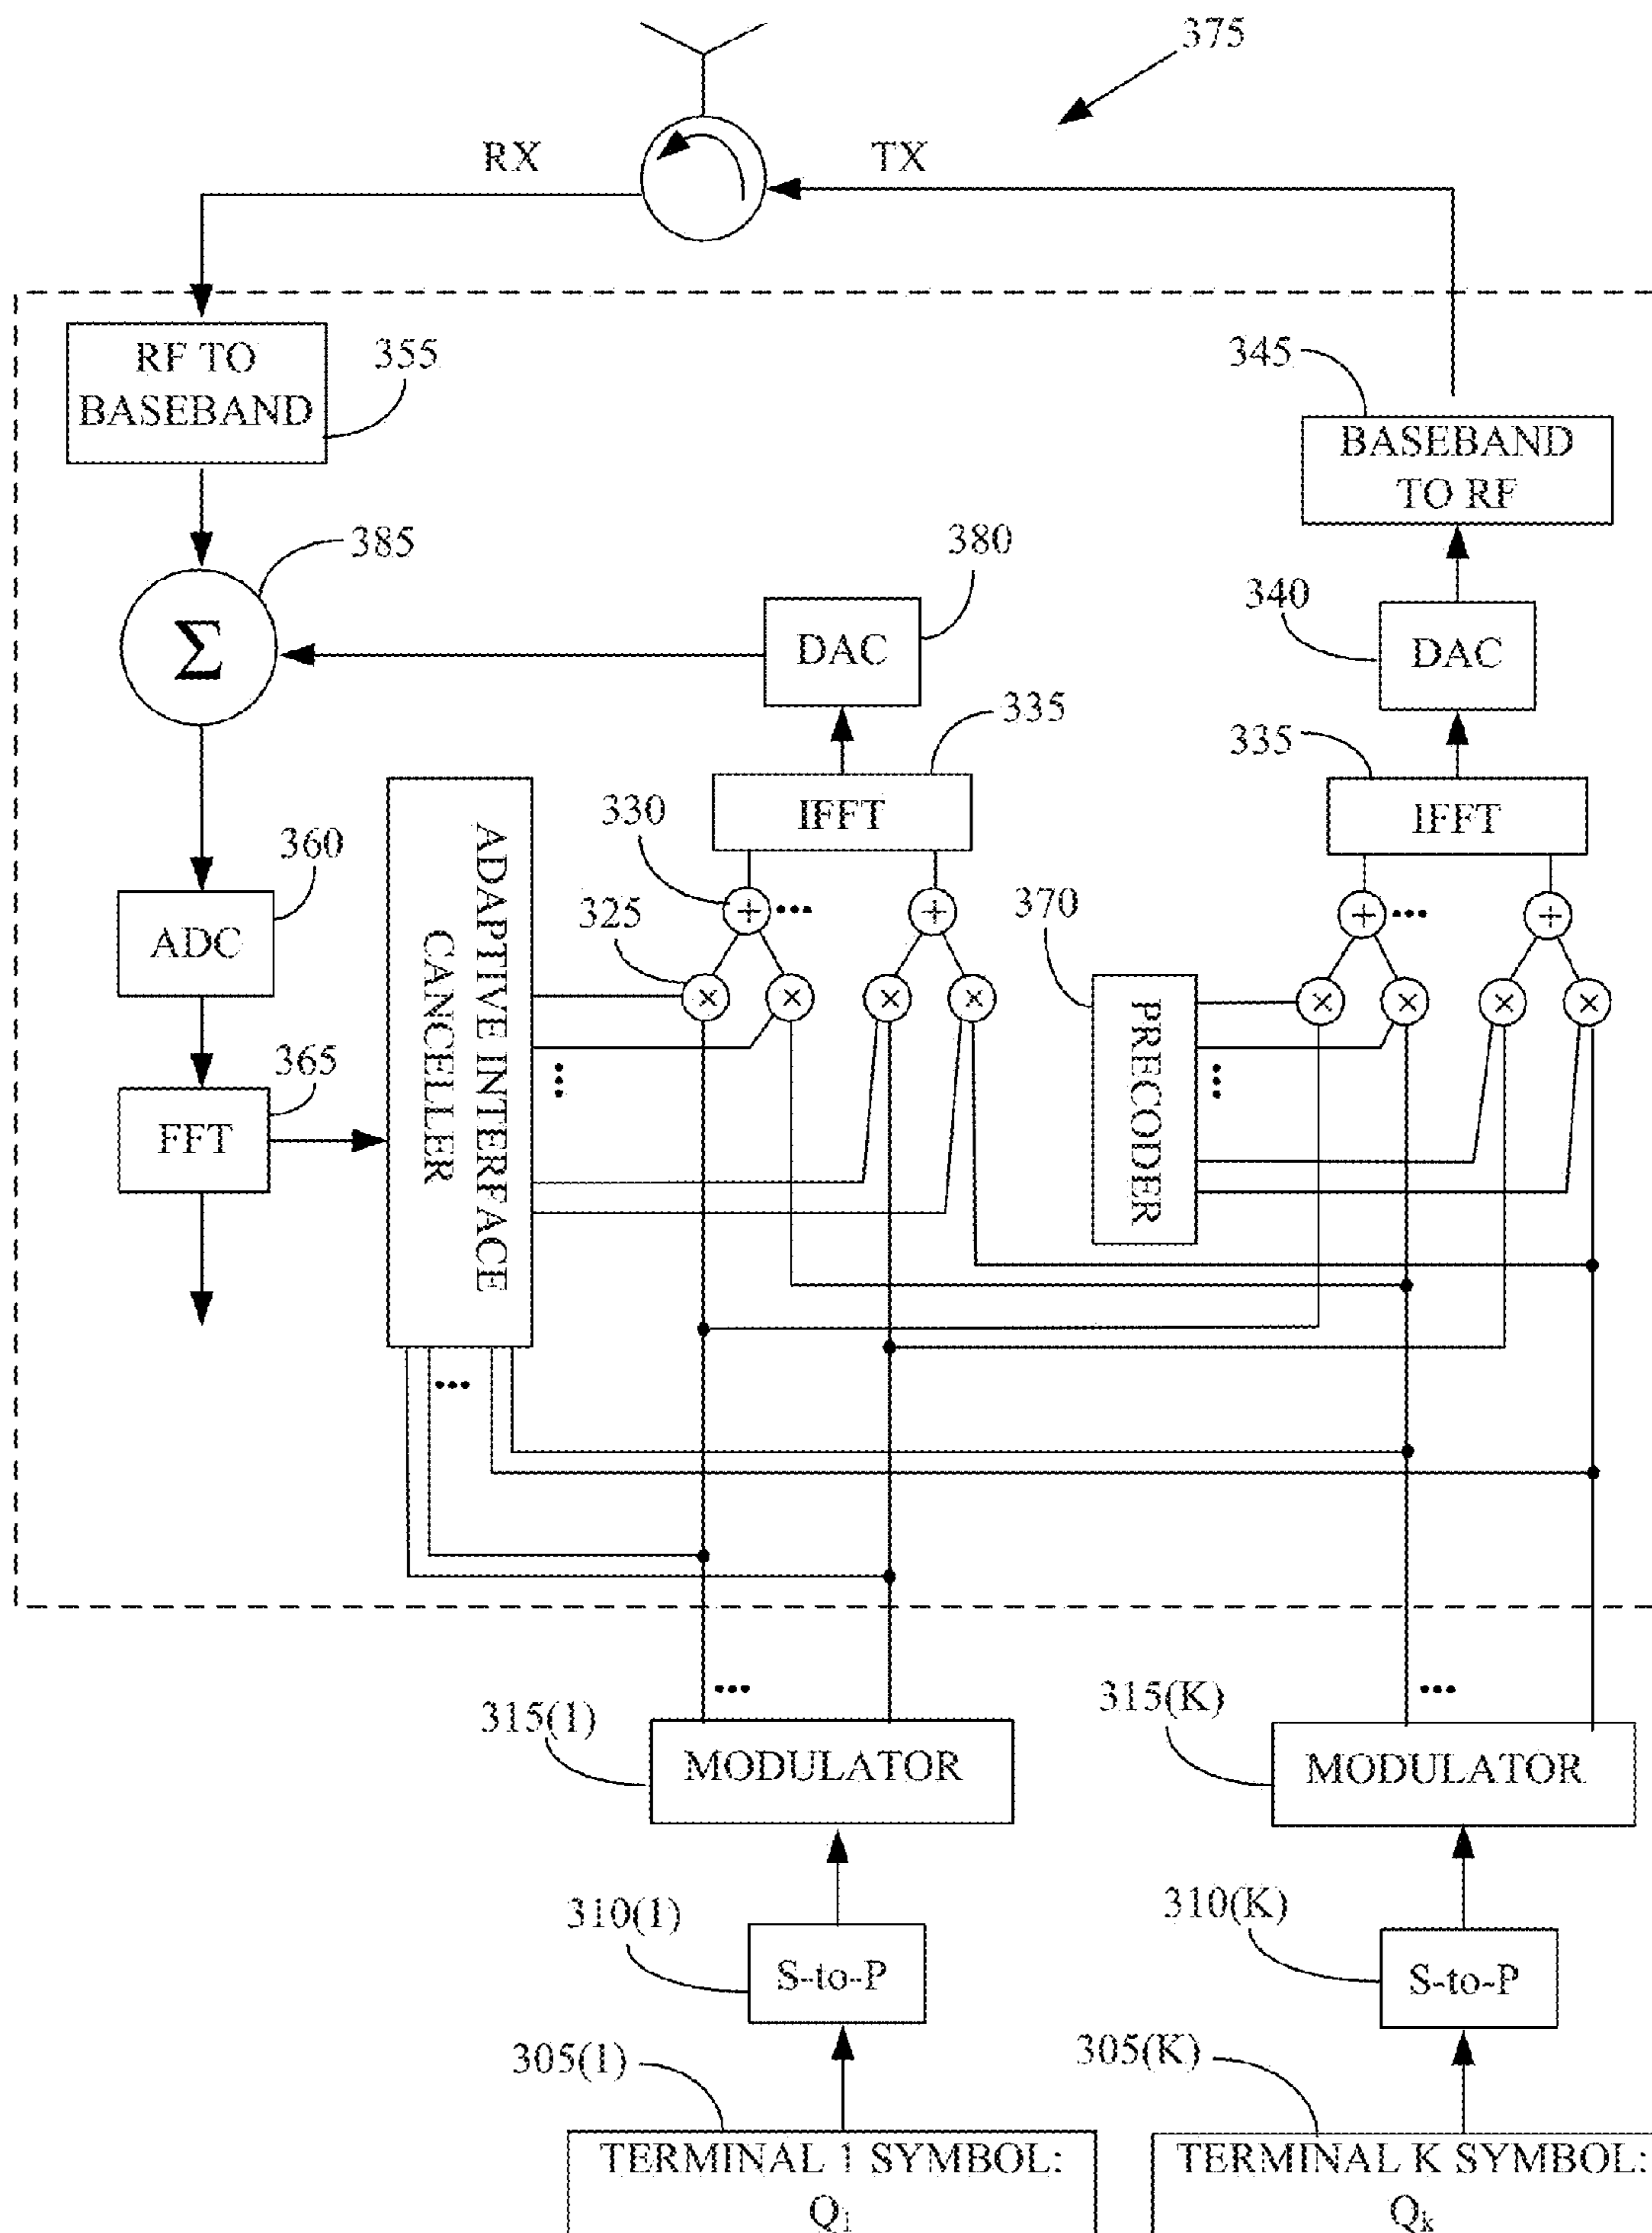 375
RX
TX
RF TO
BASEBAND
355
345
BASEBAND
TO RF
385
380
340
Σ
DAC
DAC
335
335
330
IFFT
IFFT
360
325
370
ADC
ADAPTIVE INTERFACE
CANCELLER
+
...
+
+
...
+
×
×
×
×
PRECODER
×
×
×
×
365
FFT
...
...
...
315(1)
...
315(K)
...
MODULATOR
MODULATOR
310(1)
310(K)
S-to-P
S-to-P
305(1)
305(K)
TERMINAL 1 SYMBOL:
Q1
TERMINAL K SYMBOL:
Qk